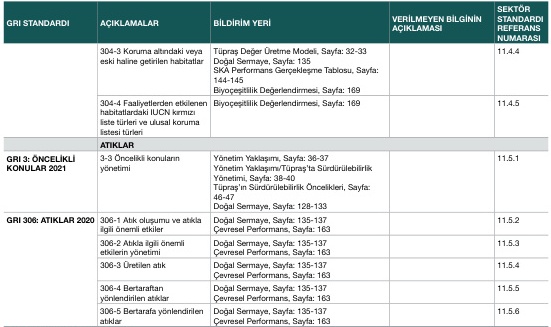 GRI STANDARDI
AÇIKLAMALAR
BİLDİRİM YERİ
VERİLMEYEN BİLGİNİN
AÇIKLAMASI
SEKTÖR
STANDARDI
REFERANS
NUMARASI
304-3 Koruma altındaki veya
eski haline getirilen habitatlar
Tüpraş Değer Üretme Modeli, Sayfa: 32-33
Doğal Sermaye, Sayfa: 135
SKA Performans Gerçekleşme Tablosu, Sayfa:
144-145
Biyoçeşitlilik Değerlendirmesi, Sayfa: 169
11.4.4
304-4 Faaliyetlerden etkilenen
habitatlardaki IUCN kırmızı
liste türleri ve ulusal koruma
listesi türleri
Biyoçeşitlilik Değerlendirmesi, Sayfa: 169
11.4.5
ATIKLAR
GRI 3: ÖNCELİKLİ
KONULAR 2021
3-3 Öncelikli konuların
yönetimi
Yönetim Yaklaşımı, Sayfa: 36-37
Yönetim Yaklaşımı/Tüpraş'ta Sürdürülebilirlik
Yönetimi, Sayfa: 38-40
Tüpraş'ın Sürdürülebilirlik Öncelikleri, Sayfa:
46-47
Doğal Sermaye, Sayfa: 128-133
11.5.1
GRI 306: ATIKLAR 2020
306-1 Atık oluşumu ve atıkla
ilgili önemli etkiler
Doğal Sermaye, Sayfa: 135-137
Çevresel Performans, Sayfa: 163
11.5.2
306-2 Atıkla ilgili önemli
etkilerin yönetimi
Doğal Sermaye, Sayfa: 135-137
Çevresel Performans, Sayfa: 163
11.5.3
306-3 Üretilen atık
Doğal Sermaye, Sayfa: 135-137
Çevresel Performans, Sayfa: 163
11.5.4
306-4 Bertaraftan
yönlendirilen atıklar
Doğal Sermaye, Sayfa: 135-137
Çevresel Performans, Sayfa: 163
11.5.5
306-5 Bertarafa yönlendirilen
atıklar
Doğal Sermaye, Sayfa: 135-137
Çevresel Performans, Sayfa: 163
11.5.6